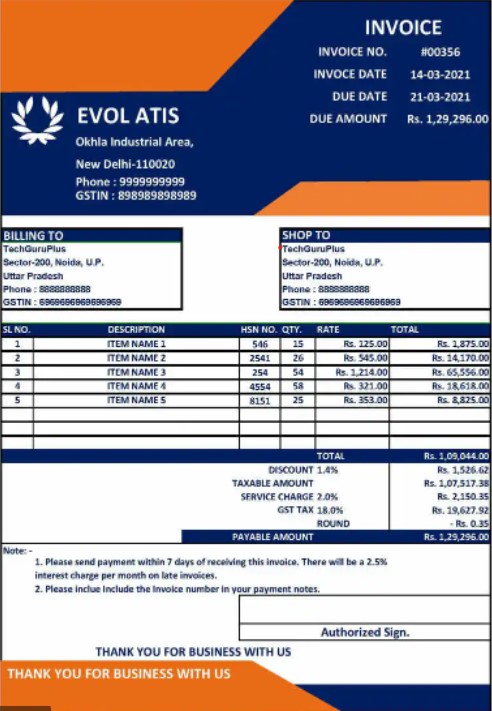 INVOICE
INVOICE NO. #00356
INVOCE DATE 14-03-2021
DUE DATE 21-03-2021
DUE AMOUNT Rs. 1,29,296.00
EVOL ATIS
Okhla Industrial Area,
New Delhi-110020
Phone : 9999999999
GSTIN : 898989898989
BILLING TO
TechGuruPlus
Sector-200, Noida, U.P.
Uttar Pradesh
Phone : 8888888888
GSTIN : 6969696969696969
SHOP TO
TechGuruPlus
Sector-200, Noida, U.P.
Uttar Pradesh
Phone : 8888888888
GSTIN : 6969696969696969
SL NO. DESCRIPTION HSN NO. QTY. RATE TOTAL
1 ITEM NAME 1 546 15 Rs. 125.00 Rs. 1,875.00
2 ITEM NAME 2 2541 26 Rs. 545.00 Rs. 14,170.00
3 ITEM NAME 3 254 54 Rs. 1,214.00 Rs. 65,556.00
4 ITEM NAME 4 4554 58 Rs. 321.00 Rs. 18,618.00
5 ITEM NAME 5 8151 25 Rs. 353.00 Rs. 8,825.00
TOTAL Rs. 1,09,044.00
DISCOUNT 1.4% Rs. 1,526.62
TAXABLE AMOUNT Rs. 1,07,517.38
SERVICE CHARGE 2.0% Rs. 2,150.35
GST TAX 18.0% Rs. 19,627.92
ROUND - Rs. 0.35
PAYABLE AMOUNT Rs. 1,29,296.00
Note: -
1. Please send payment within 7 days of receiving this invoice. There will be a 2.5%
interest charge per month on late invoices.
2. Please inclue Include the Invoice number in your payment notes.
Authorized Sign.
THANK YOU FOR BUSINESS WITH US
THANK YOU FOR BUSINESS WITH US